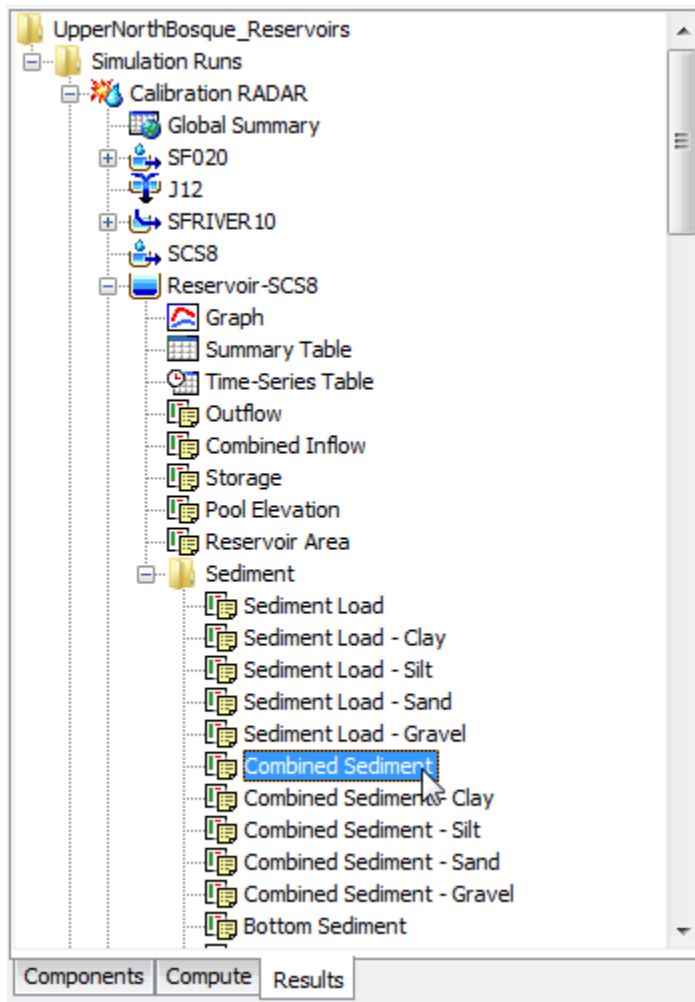 UpperNorthBosque_Reservoirs
Simulation Runs
Calibration RADAR
Global Summary
SF020
J12
SFRIVER10
SCS8
Reservoir-SCS8
Graph
Summary Table
Time-Series Table
Outflow
Combined Inflow
Storage
Pool Elevation
Reservoir Area
Sediment
Sediment Load
Sediment Load - Clay
Sediment Load - Silt
Sediment Load - Sand
Sediment Load - Gravel
Combined Sediment
Combined Sediment - Clay
Combined Sediment - Silt
Combined Sediment - Sand
Combined Sediment - Gravel
Bottom Sediment
Components Compute Results